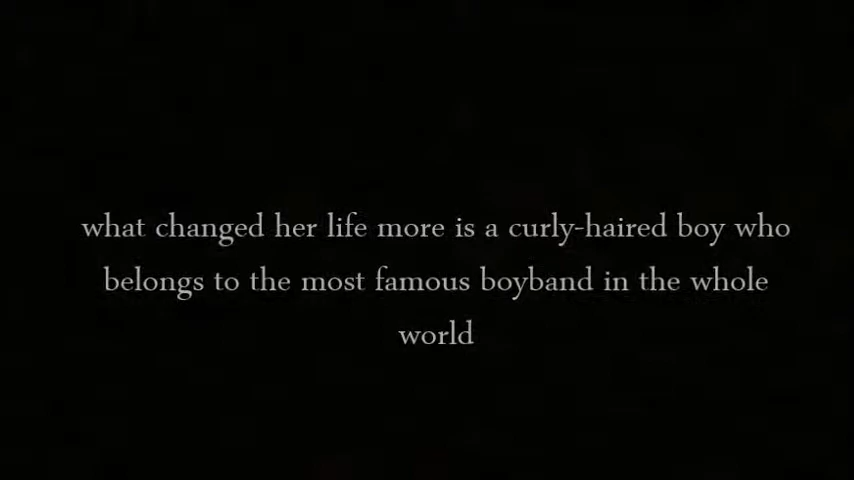 what changed her life more is a curly-haired boy who
belongs to the most famous boyband in the whole
world